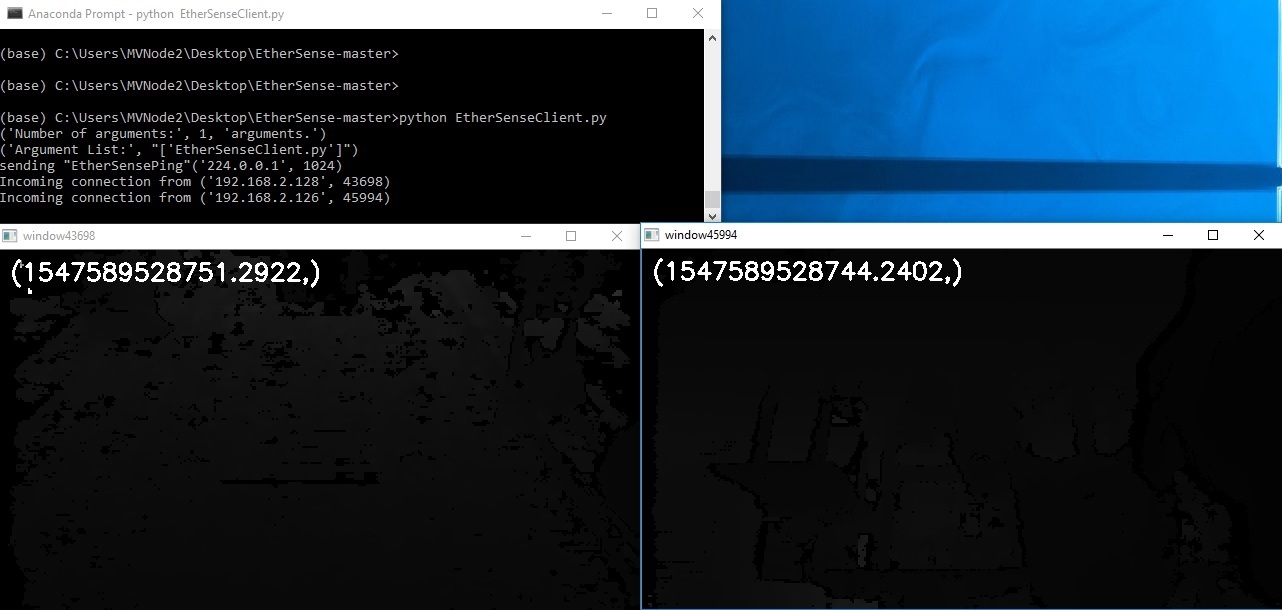 Anaconda Prompt - python  EtherSenseClient.py
(base) C:\Users\MVNode2\Desktop\EtherSense-master>
(base) C:\Users\MVNode2\Desktop\EtherSense-master>
(base) C:\Users\MVNode2\Desktop\EtherSense-master>python EtherSenseClient.py
('Number of arguments:', 1, 'arguments.')
('Argument List:', "['EtherSenseClient.py']")
sending "EtherSensePing"('224.0.0.1', 1024)
Incoming connection from ('192.168.2.128', 43698)
Incoming connection from ('192.168.2.126', 45994)
window43698
(1547589528751.2922,)
window45994
(1547589528744.2402,)